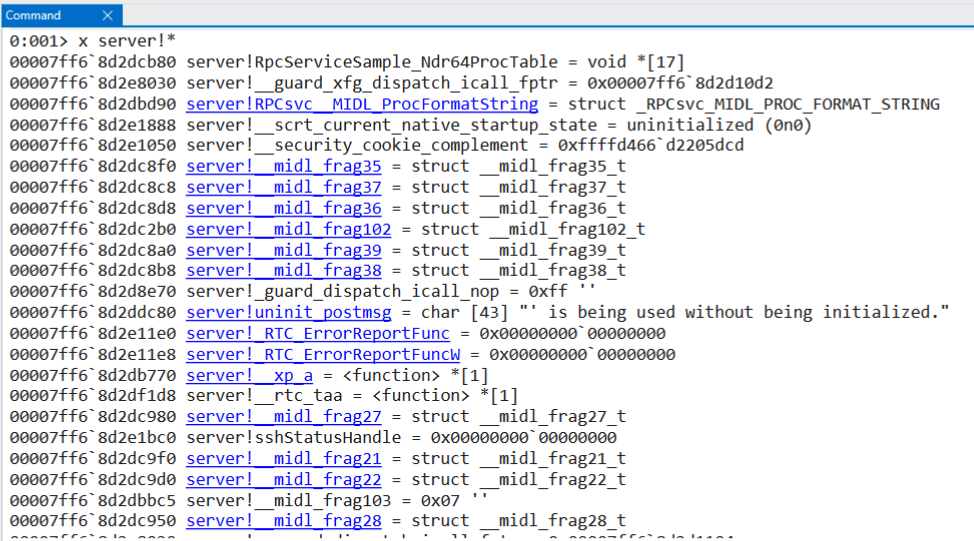 Command
0:001> x server!*
00007ff6`8d2dcb80 server!RpcServiceSample_Ndr64ProcTable = void *[17]
00007ff6`8d2e8030 server!__guard_xfg_dispatch_icall_fptr = 0x00007ff6`8d2d10d2
00007ff6`8d2dbd90 server!RPCsvc__MIDL_ProcFormatString = struct _RPCsvc_MIDL_PROC_FORMAT_STRING
00007ff6`8d2e1888 server!__scrt_current_native_startup_state = uninitialized (0n0)
00007ff6`8d2e1050 server!__security_cookie_complement = 0xffffd466`d2205dcd
00007ff6`8d2dc8f0 server!__midl_frag35 = struct __midl_frag35_t
00007ff6`8d2dc8c8 server!__midl_frag37 = struct __midl_frag37_t
00007ff6`8d2dc8d8 server!__midl_frag36 = struct __midl_frag36_t
00007ff6`8d2dc2b0 server!__midl_frag102 = struct __midl_frag102_t
00007ff6`8d2dc8a0 server!__midl_frag39 = struct __midl_frag39_t
00007ff6`8d2dc8b8 server!__midl_frag38 = struct __midl_frag38_t
00007ff6`8d2d8e70 server!_guard_dispatch_icall_nop = 0xff ''
00007ff6`8d2ddc80 server!uninit_postmsg = char [43] "' is being used without being initialized."
00007ff6`8d2e11e0 server!_RTC_ErrorReportFunc = 0x00000000`00000000
00007ff6`8d2e11e8 server!_RTC_ErrorReportFuncW = 0x00000000`00000000
00007ff6`8d2db770 server!__xp_a = <function> *[1]
00007ff6`8d2df1d8 server!__rtc_taa = <function> *[1]
00007ff6`8d2dc980 server!__midl_frag27 = struct __midl_frag27_t
00007ff6`8d2e1bc0 server!sshStatusHandle = 0x00000000`00000000
00007ff6`8d2dc9f0 server!__midl_frag21 = struct __midl_frag21_t
00007ff6`8d2dc9d0 server!__midl_frag22 = struct __midl_frag22_t
00007ff6`8d2dbbc5 server!__midl_frag103 = 0x07 ''
00007ff6`8d2dc950 server!__midl_frag28 = struct __midl_frag28_t